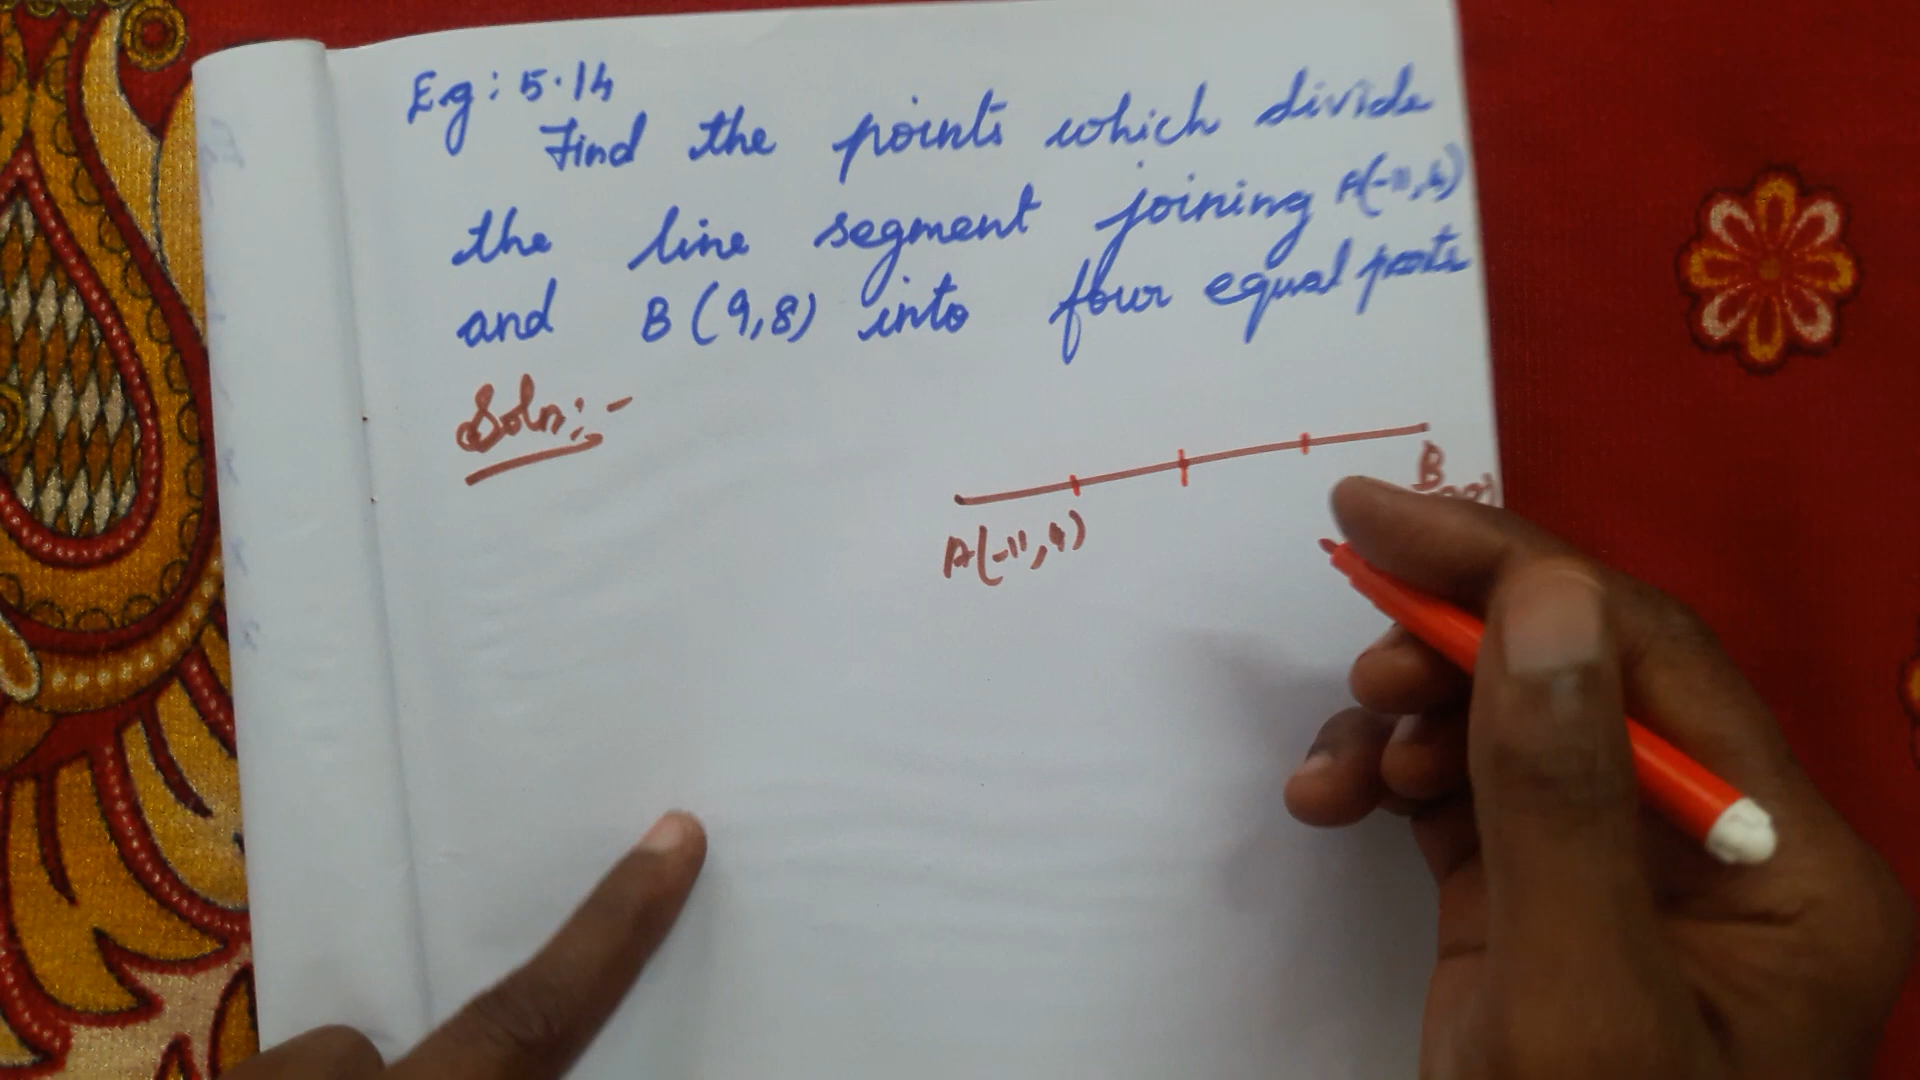 Eg: 5.14
Find the points which divide
the line segment joining A(-11,4)
and B (9,8) into four equal parts
Soln:-
B
A(-11,4)